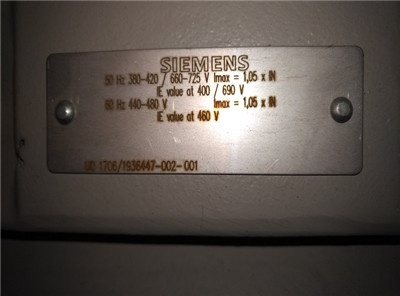 SIEMENS
50 Hz 380-420 / 660-725 V Imax = 1,05 x IN
IE value at 400 / 690 V
60 Hz 440-480 V Imax = 1,05 x IN
IE value at 460 V
UD 1706/1936447-002-001